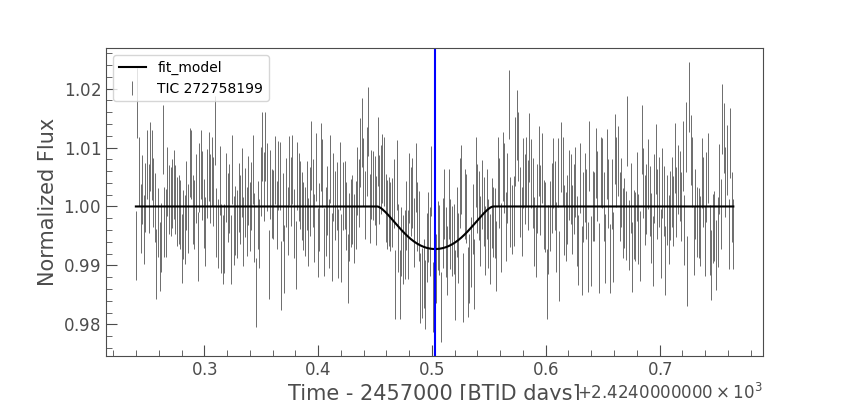 fit_model
TIC 272758199
1.02
1.01
1.00
0.99
0.98
Normalized Flux
0.3 0.4 0.5 0.6 0.7
Time - 2457000 [BTJD days]
+2.4240000000 × 10³